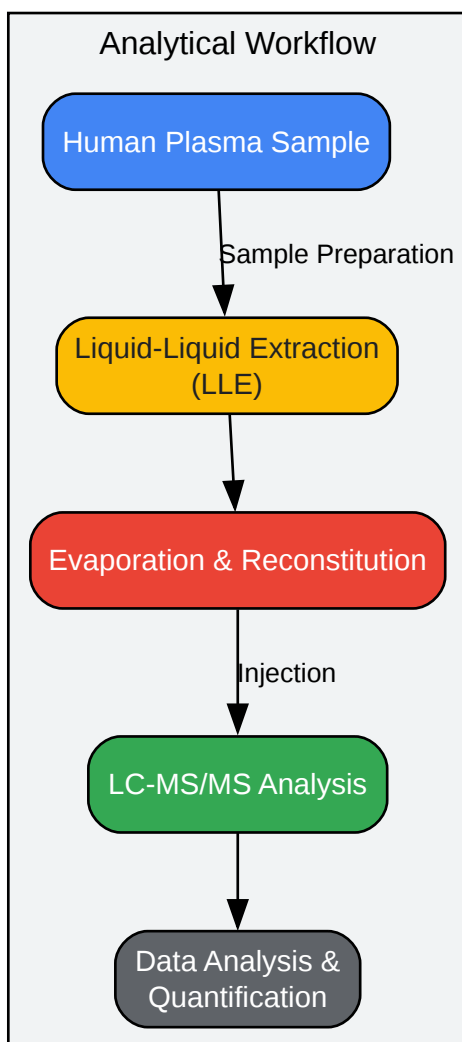 Analytical Workflow
Human Plasma Sample
Sample Preparation
Liquid-Liquid Extraction
(LLE)
Evaporation & Reconstitution
Injection
LC-MS/MS Analysis
Data Analysis &
Quantification